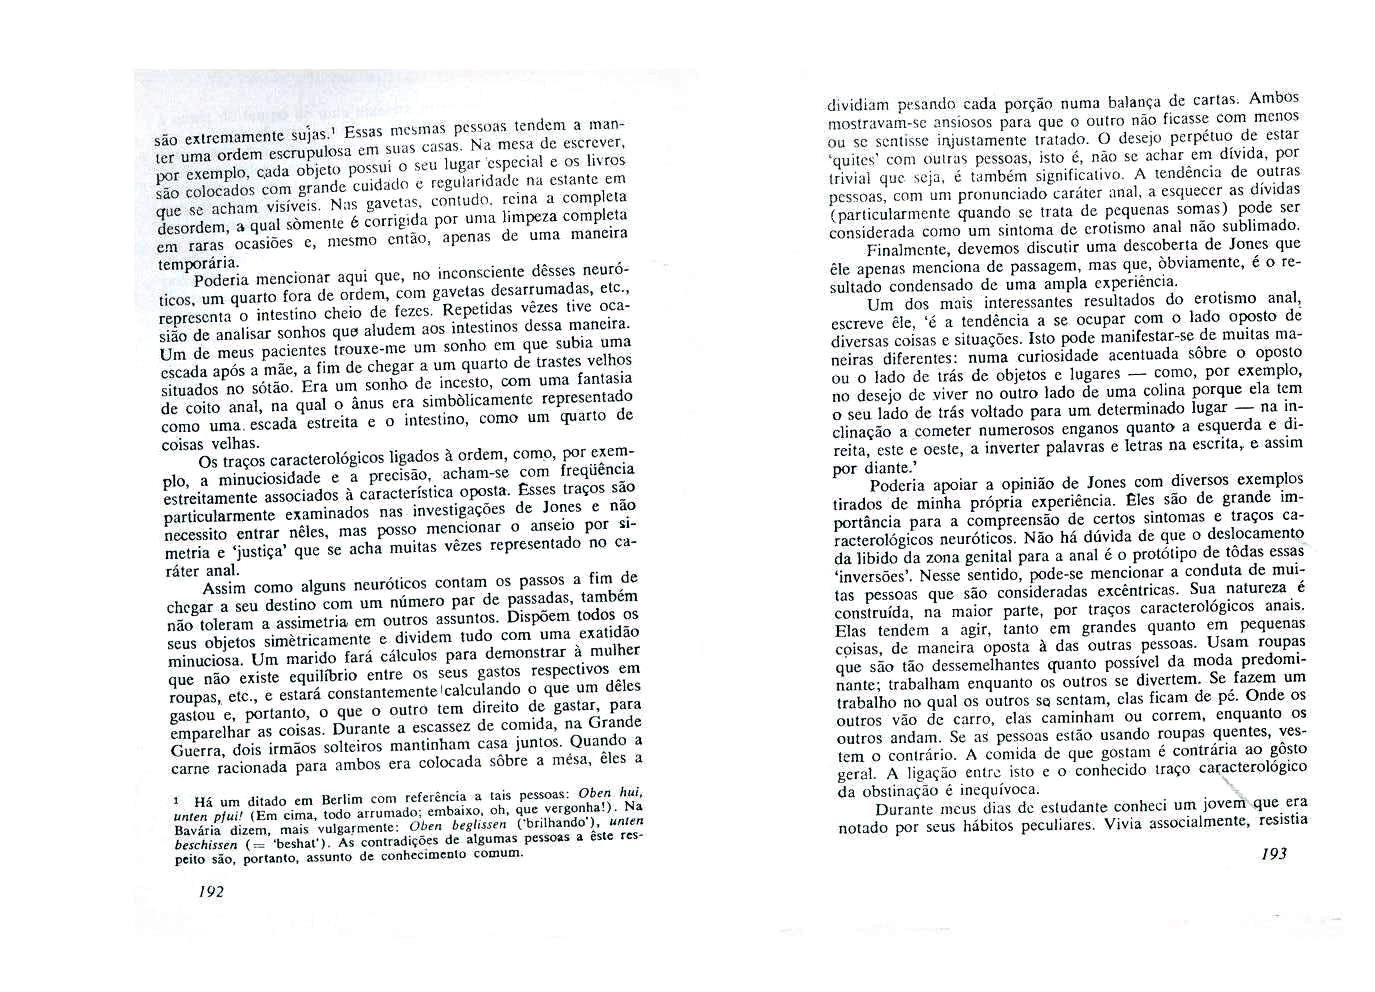 são extremamente sujas.¹ Essas mesmas pessoas tendem a man-
ter uma ordem escrupulosa em suas casas. Na mesa de escrever,
por exemplo, cada objeto possui o seu lugar especial e os livros
são colocados com grande cuidado e regularidade na estante em
que se acham visíveis. Nas gavetas, contudo, reina a completa
desordem, a qual sòmente é corrigida por uma limpeza completa
em raras ocasiões e, mesmo então, apenas de uma maneira
temporária.
Poderia mencionar aqui que, no inconsciente dêsses neuró-
ticos, um quarto fora de ordem, com gavetas desarrumadas, etc.,
representa o intestino cheio de fezes. Repetidas vêzes tive oca-
sião de analisar sonhos que aludem aos intestinos dessa maneira.
Um de meus pacientes trouxe-me um sonho em que subia uma
escada após a mãe, a fim de chegar a um quarto de trastes velhos
situados no sótão. Era um sonho de incesto, com uma fantasia
de coito anal, na qual o ânus era simbòlicamente representado
como uma escada estreita e o intestino, como um quarto de
coisas velhas.
Os traços caracterológicos ligados à ordem, como, por exem-
plo, a minuciosidade e a precisão, acham-se com freqüência
estreitamente associados à característica oposta. Êsses traços são
particularmente examinados nas investigações de Jones e não
necessito entrar nêles, mas posso mencionar o anseio por si-
metria e ‘justiça’ que se acha muitas vêzes representado no ca-
ráter anal.
Assim como alguns neuróticos contam os passos a fim de
chegar a seu destino com um número par de passadas, também
não toleram a assimetria em outros assuntos. Dispõem todos os
seus objetos simètricamente e dividem tudo com uma exatidão
minuciosa. Um marido fará cálculos para demonstrar à mulher
que não existe equilíbrio entre os seus gastos respectivos em
roupas, etc., e estará constantemente calculando o que um dêles
gastou e, portanto, o que o outro tem direito de gastar, para
emparelhar as coisas. Durante a escassez de comida, na Grande
Guerra, dois irmãos solteiros mantinham casa juntos. Quando a
carne racionada para ambos era colocada sôbre a mésa, êles a
¹ Há um ditado em Berlim com referência a tais pessoas: Oben hui,
unten pfui! (Em cima, todo arrumado; embaixo, oh, que vergonha!). Na
Bavária dizem, mais vulgarmente: Oben beglissen (‘brilhando’), unten
beschissen (= ‘beshat’). As contradições de algumas pessoas a êste res-
peito são, portanto, assunto de conhecimento comum.
192
dividiam pesando cada porção numa balança de cartas. Ambos
mostravam-se ansiosos para que o outro não ficasse com menos
ou se sentisse injustamente tratado. O desejo perpétuo de estar
‘quites’ com outras pessoas, isto é, não se achar em dívida, por
trivial que seja, é também significativo. A tendência de outras
pessoas, com um pronunciado caráter anal, a esquecer as dívidas
(particularmente quando se trata de pequenas somas) pode ser
considerada como um sintoma de erotismo anal não sublimado.
Finalmente, devemos discutir uma descoberta de Jones que
êle apenas menciona de passagem, mas que, òbviamente, é o re-
sultado condensado de uma ampla experiência.
Um dos mais interessantes resultados do erotismo anal,
escreve êle, ‘é a tendência a se ocupar com o lado oposto de
diversas coisas e situações. Isto pode manifestar-se de muitas ma-
neiras diferentes: numa curiosidade acentuada sôbre o oposto
ou o lado de trás de objetos e lugares — como, por exemplo,
no desejo de viver no outro lado de uma colina porque ela tem
o seu lado de trás voltado para um determinado lugar — na in-
clinação a cometer numerosos enganos quanto a esquerda e di-
reita, este e oeste, a inverter palavras e letras na escrita, e assim
por diante.’
Poderia apoiar a opinião de Jones com diversos exemplos
tirados de minha própria experiência. Êles são de grande im-
portância para a compreensão de certos sintomas e traços ca-
racterológicos neuróticos. Não há dúvida de que o deslocamento
da libido da zona genital para a anal é o protótipo de tôdas essas
‘inversões’. Nesse sentido, pode-se mencionar a conduta de mui-
tas pessoas que são consideradas excêntricas. Sua natureza é
construída, na maior parte, por traços caracterológicos anais.
Elas tendem a agir, tanto em grandes quanto em pequenas
coisas, de maneira oposta à das outras pessoas. Usam roupas
que são tão dessemelhantes quanto possível da moda predomi-
nante; trabalham enquanto os outros se divertem. Se fazem um
trabalho no qual os outros se sentam, elas ficam de pé. Onde os
outros vão de carro, elas caminham ou correm, enquanto os
outros andam. Se as pessoas estão usando roupas quentes, ves-
tem o contrário. A comida de que gostam é contrária ao gôsto
geral. A ligação entre isto e o conhecido traço caracterológico
da obstinação é inequívoca.
Durante meus dias de estudante conheci um jovem que era
notado por seus hábitos peculiares. Vivia associalmente, resistia
193